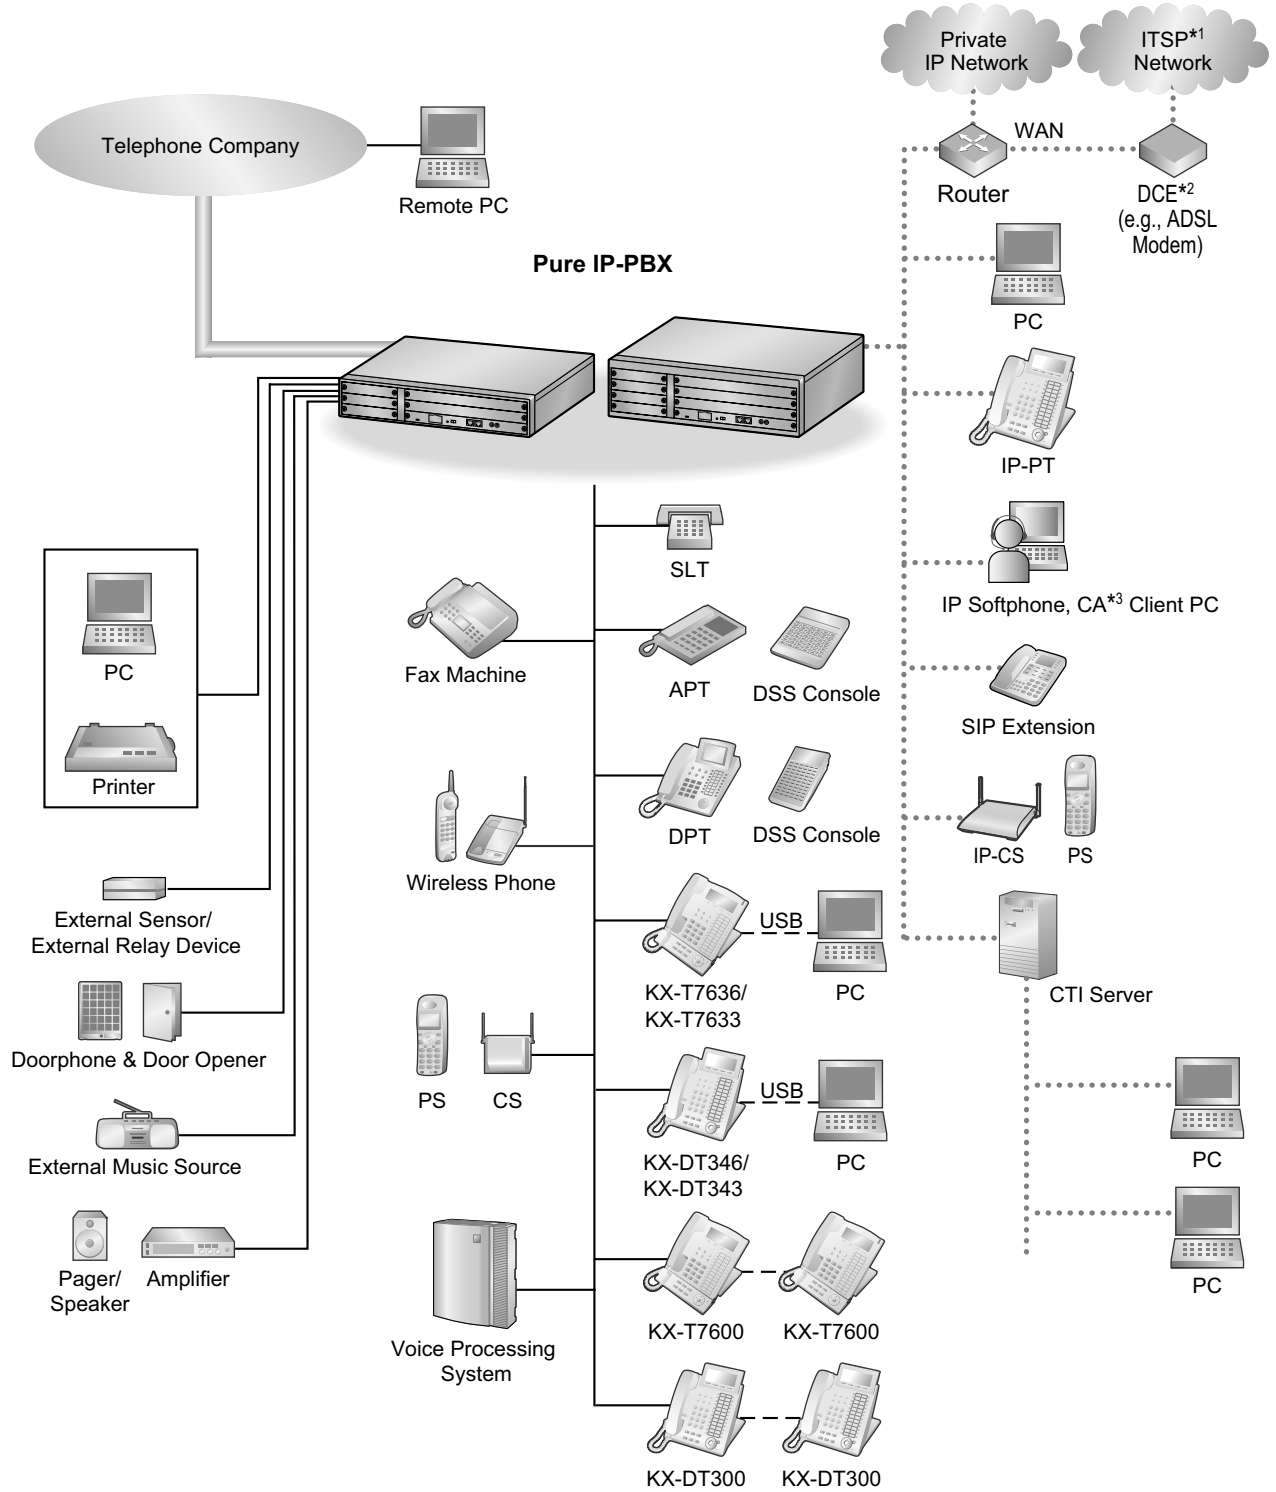 Private
IP Network
ITSP*1
Network
Telephone Company
Remote PC
WAN
Router
DCE*2
(e.g., ADSL
Modem)
Pure IP-PBX
PC
IP-PT
SLT
IP Softphone, CA*3 Client PC
PC
Fax Machine
APT
DSS Console
SIP Extension
Printer
DPT
DSS Console
IP-CS
PS
Wireless Phone
External Sensor/
External Relay Device
USB
KX-T7636/
KX-T7633
PC
CTI Server
Doorphone & Door Opener
PS
CS
USB
KX-DT346/
KX-DT343
PC
PC
External Music Source
Pager/
Speaker
Amplifier
PC
KX-T7600
KX-T7600
Voice Processing
System
KX-DT300
KX-DT300